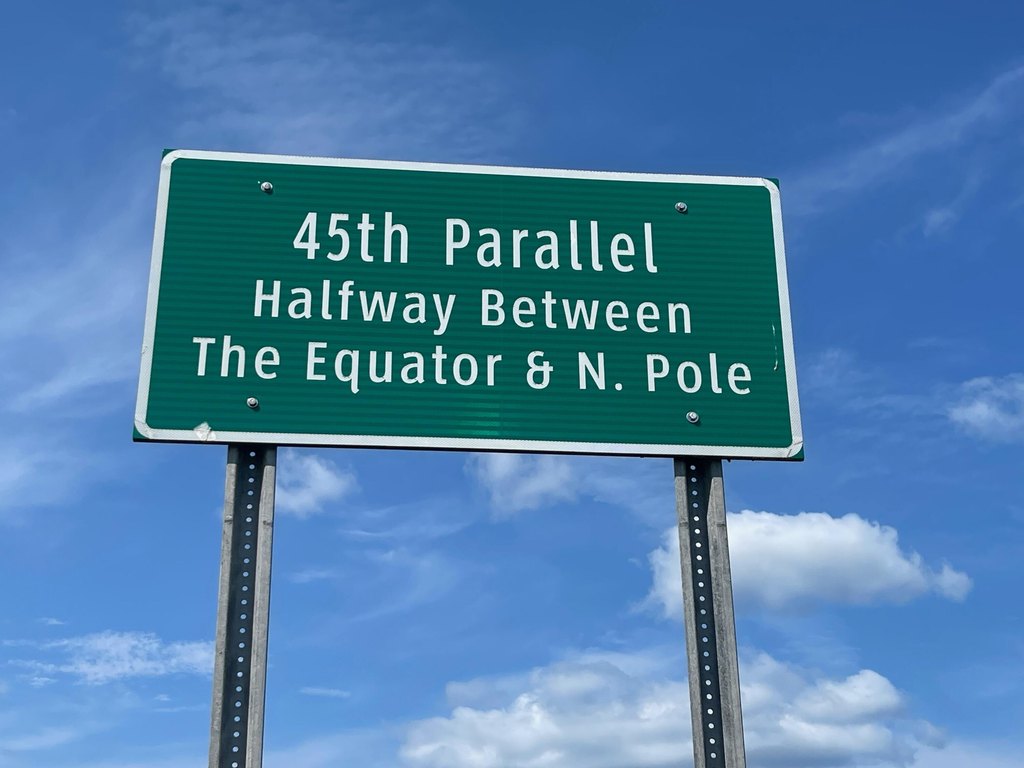 45th Parallel
Halfway Between
The Equator & N. Pole